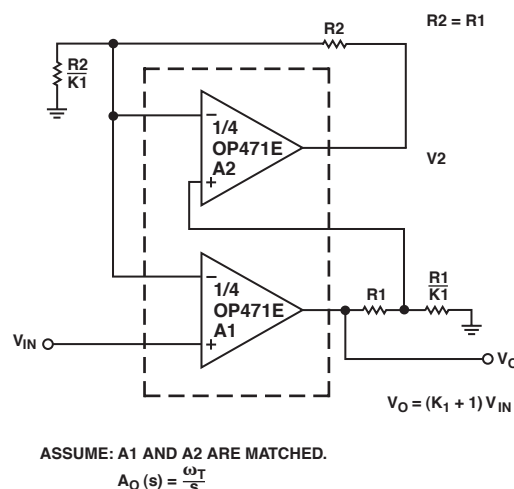 R2
R2 = R1
R2
K1
–
1/4
OP471E
A2
+
V2
–
1/4
OP471E
A1
+
R1
R1
K1
VIN
VO = (K1 + 1) VIN
ASSUME: A1 AND A2 ARE MATCHED.
AO (s) = ωT
s